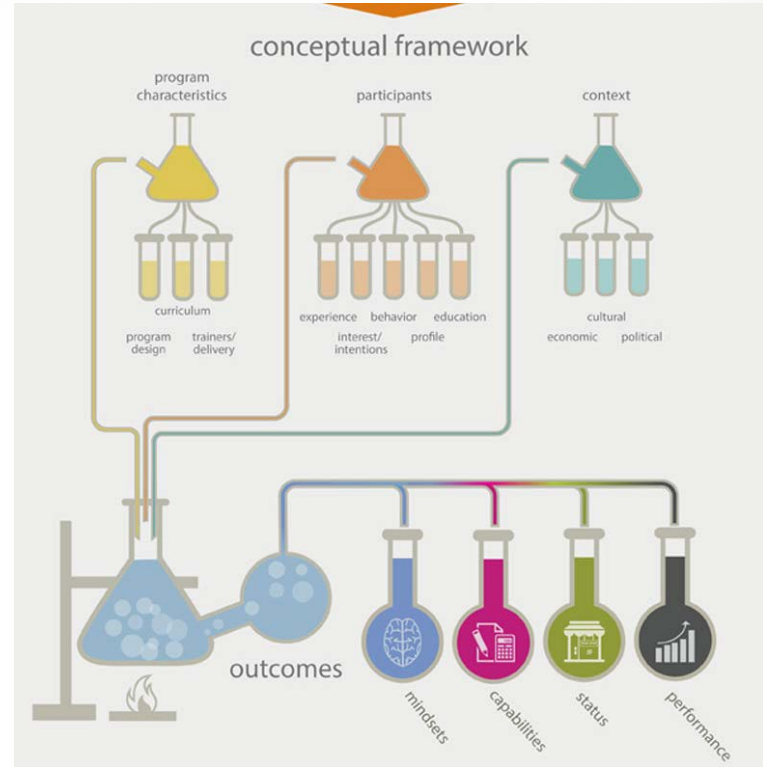 conceptual framework
program
characteristics
participants
context
curriculum
program
design
trainers/
delivery
experience
behavior
education
interest/
intentions
profile
cultural
economic
political
outcomes
mindsets
capabilities
status
performance